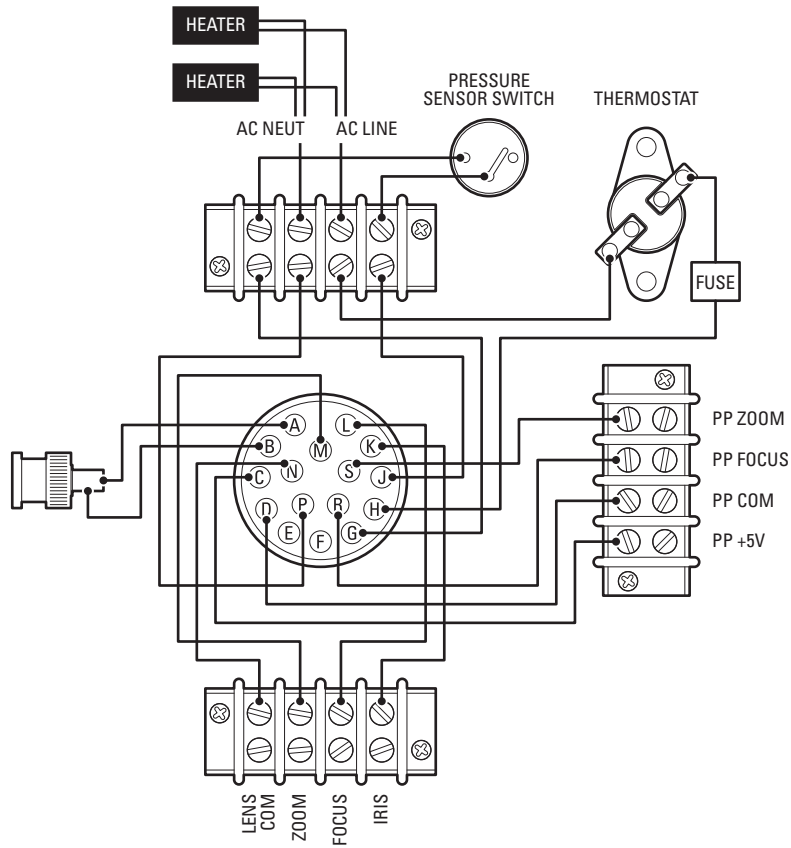 HEATER
HEATER
PRESSURE
SENSOR SWITCH
THERMOSTAT
AC NEUT
AC LINE
FUSE
A
L
B
K
M
N
S
C
J
D
P
R
H
E
F
G
PP ZOOM
PP FOCUS
PP COM
PP +5V
LENS
COM
ZOOM
FOCUS
IRIS